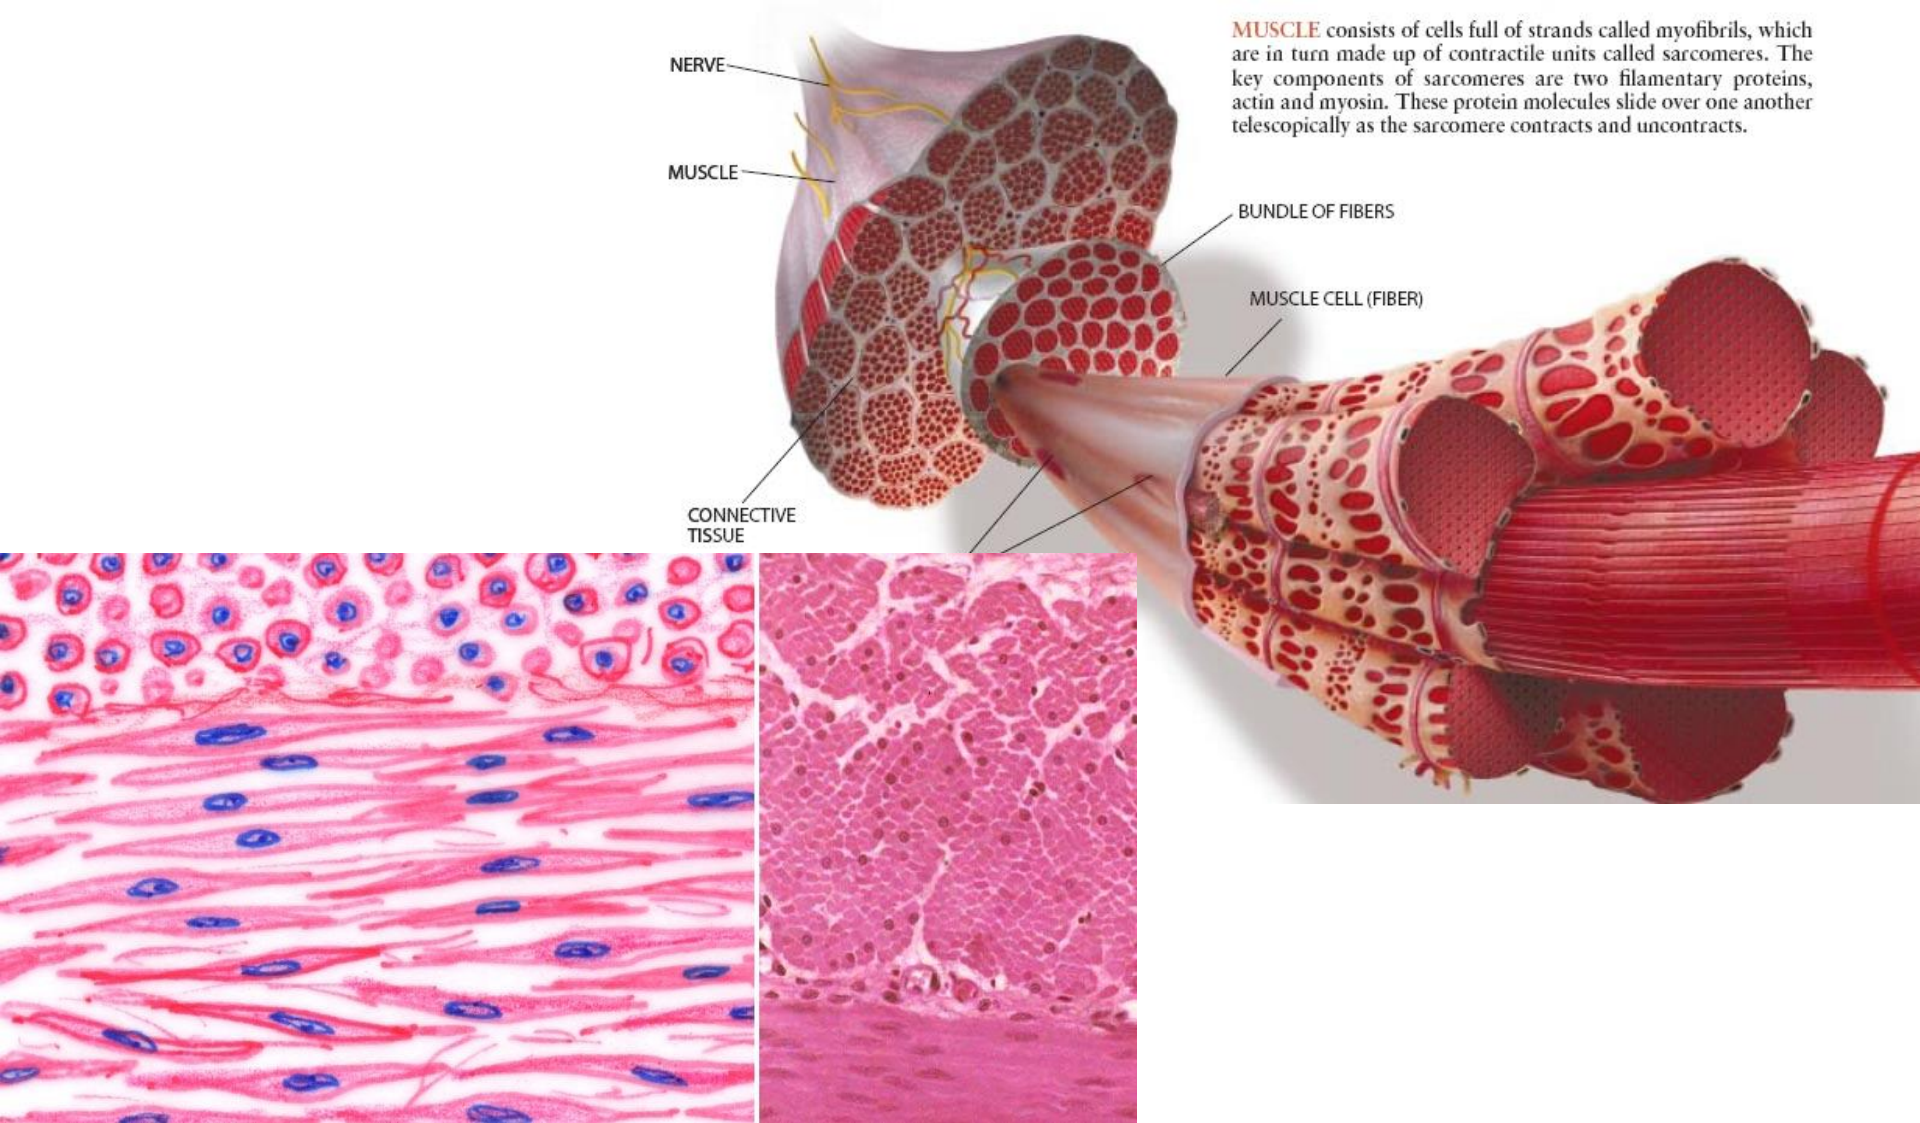 MUSCLE consists of cells full of strands called myofibrils, which
are in turn made up of contractile units called sarcomeres. The
key components of sarcomeres are two filamentary proteins,
actin and myosin. These protein molecules slide over one another
telescopically as the sarcomere contracts and uncontracts.
NERVE
MUSCLE
BUNDLE OF FIBERS
MUSCLE CELL (FIBER)
CONNECTIVE
TISSUE